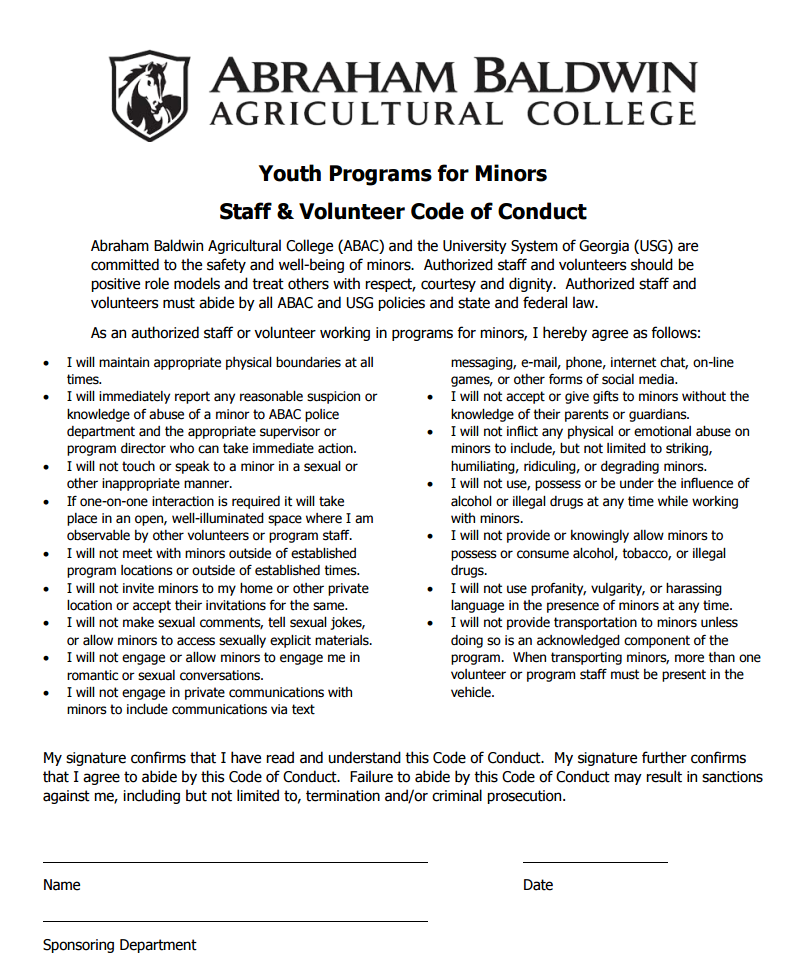 ABRAHAM BALDWIN
AGRICULTURAL COLLEGE
Youth Programs for Minors
Staff & Volunteer Code of Conduct
Abraham Baldwin Agricultural College (ABAC) and the University System of Georgia (USG) are
committed to the safety and well-being of minors.  Authorized staff and volunteers should be
positive role models and treat others with respect, courtesy and dignity.  Authorized staff and
volunteers must abide by all ABAC and USG policies and state and federal law.
As an authorized staff or volunteer working in programs for minors, I hereby agree as follows:
• I will maintain appropriate physical boundaries at all
times.
• I will immediately report any reasonable suspicion or
knowledge of abuse of a minor to ABAC police
department and the appropriate supervisor or
program director who can take immediate action.
• I will not touch or speak to a minor in a sexual or
other inappropriate manner.
• If one-on-one interaction is required it will take
place in an open, well-illuminated space where I am
observable by other volunteers or program staff.
• I will not meet with minors outside of established
program locations or outside of established times.
• I will not invite minors to my home or other private
location or accept their invitations for the same.
• I will not make sexual comments, tell sexual jokes,
or allow minors to access sexually explicit materials.
• I will not engage or allow minors to engage me in
romantic or sexual conversations.
• I will not engage in private communications with
minors to include communications via text
messaging, e-mail, phone, internet chat, on-line
games, or other forms of social media.
• I will not accept or give gifts to minors without the
knowledge of their parents or guardians.
• I will not inflict any physical or emotional abuse on
minors to include, but not limited to striking,
humiliating, ridiculing, or degrading minors.
• I will not use, possess or be under the influence of
alcohol or illegal drugs at any time while working
with minors.
• I will not provide or knowingly allow minors to
possess or consume alcohol, tobacco, or illegal
drugs.
• I will not use profanity, vulgarity, or harassing
language in the presence of minors at any time.
• I will not provide transportation to minors unless
doing so is an acknowledged component of the
program.  When transporting minors, more than one
volunteer or program staff must be present in the
vehicle.
My signature confirms that I have read and understand this Code of Conduct.  My signature further confirms
that I agree to abide by this Code of Conduct.  Failure to abide by this Code of Conduct may result in sanctions
against me, including but not limited to, termination and/or criminal prosecution.
Name
Date
Sponsoring Department